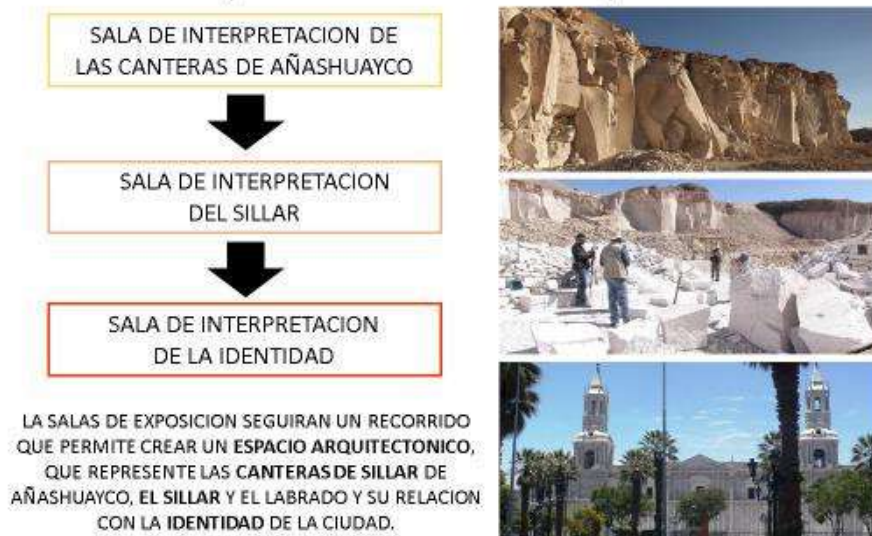 SALA DE INTERPRETACION DE
LAS CANTERAS DE AÑASHUAYCO
SALA DE INTERPRETACION
DEL SILLAR
SALA DE INTERPRETACION
DE LA IDENTIDAD
LA SALAS DE EXPOSICION SEGUIRAN UN RECORRIDO
QUE PERMITE CREAR UN ESPACIO ARQUITECTONICO,
QUE REPRESENTE LAS CANTERAS DE SILLAR DE
AÑASHUAYCO, EL SILLAR Y EL LABRADO Y SU RELACION
CON LA IDENTIDAD DE LA CIUDAD.